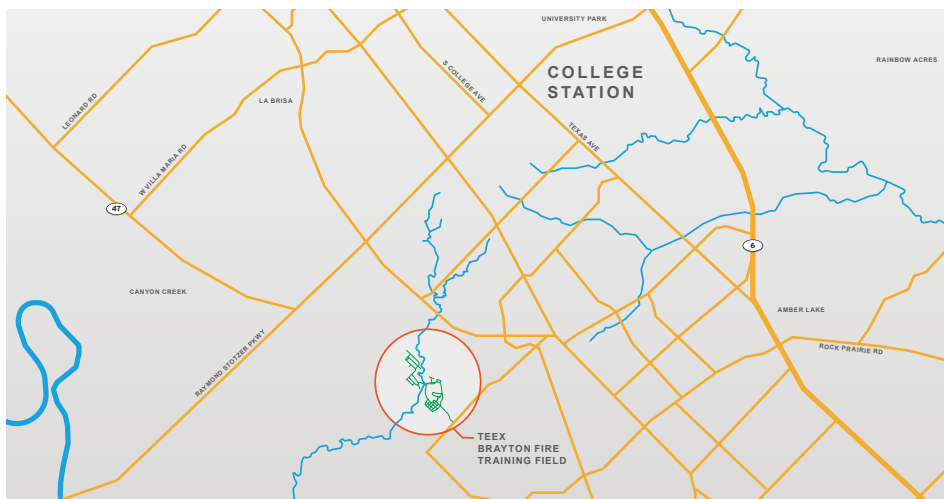 UNIVERSITY PARK
RAINBOW ACRES
COLLEGE
STATION
S COLLEGE AVE
LEONARD RD
LA BRISA
TEXAS AVE
W VILLA MARIA RD
47
6
CANYON CREEK
AMBER LAKE
RAYMOND STOTZER PKWY
ROCK PRAIRIE RD
TEEX
BRAYTON FIRE
TRAINING FIELD